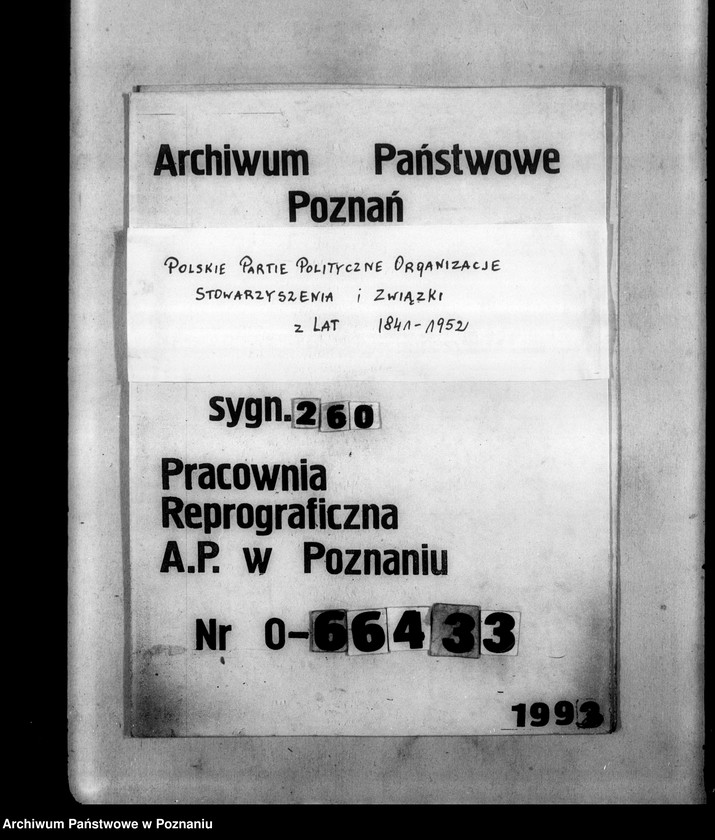 Archiwum Państwowe
Poznań
POLSKIE PARTIE POLITYCZNE ORGANIZACJE
STOWARZYSZENIA i ZWIĄZKI
z LAT 1841-1952
sygn. 260
Pracownia
Reprograficzna
A.P. w Poznaniu
Nr 0-66433
1993
Archiwum Państwowe w Poznaniu